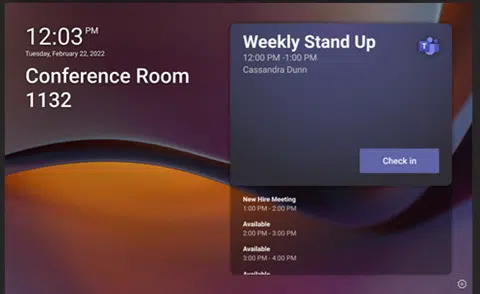 12:03 PM
Tuesday, February 22, 2022
Conference Room
1132
Weekly Stand Up
12:00 PM -1:00 PM
Cassandra Dunn
T
Check in
New Hire Meeting
1:00 PM - 2:00 PM
Available
2:00 PM - 3:00 PM
Available
3:00 PM - 4:00 PM
Available